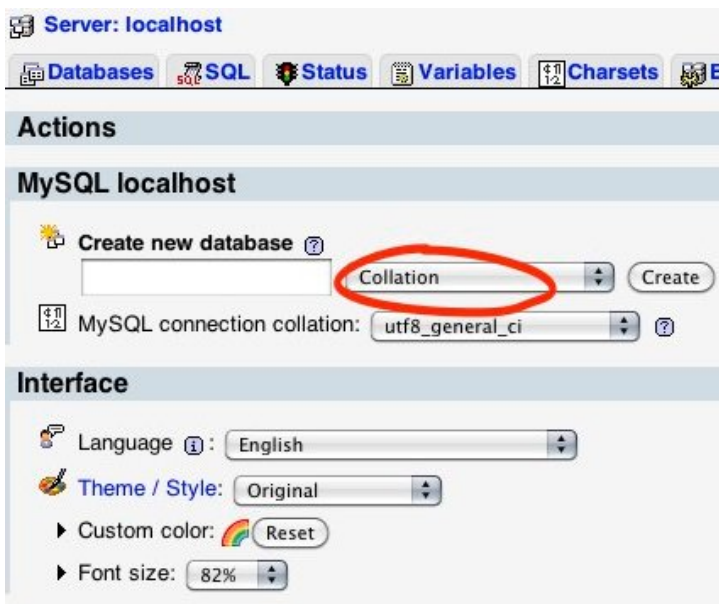 Server: localhost
Databases SQL Status Variables Charsets E
Actions
MySQL localhost
Create new database
Collation Create
MySQL connection collation: utf8_general_ci
Interface
Language : English
Theme / Style: Original
Custom color: Reset
Font size: 82%